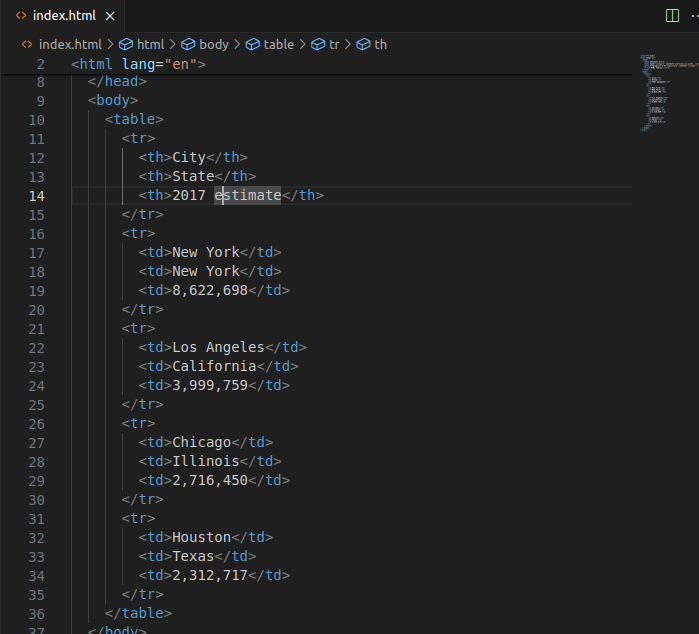 index.html
index.html > html > body > table > tr > th
2 <html lang="en">
8 </head>
9 <body>
10 <table>
11 <tr>
12 <th>City</th>
13 <th>State</th>
14 <th>2017 estimate</th>
15 </tr>
16 <tr>
17 <td>New York</td>
18 <td>New York</td>
19 <td>8,622,698</td>
20 </tr>
21 <tr>
22 <td>Los Angeles</td>
23 <td>California</td>
24 <td>3,999,759</td>
25 </tr>
26 <tr>
27 <td>Chicago</td>
28 <td>Illinois</td>
29 <td>2,716,450</td>
30 </tr>
31 <tr>
32 <td>Houston</td>
33 <td>Texas</td>
34 <td>2,312,717</td>
35 </tr>
36 </table>
37 </body>